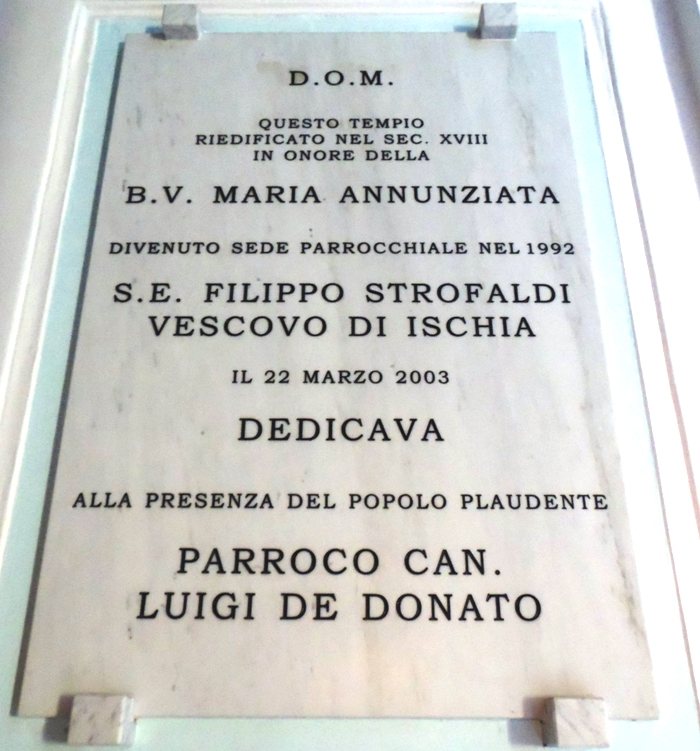 D.O.M.
QUESTO TEMPIO
RIEDIFICATO NEL SEC. XVIII
IN ONORE DELLA
B.V. MARIA ANNUNZIATA
DIVENUTO SEDE PARROCCHIALE NEL 1992
S.E. FILIPPO STROFALDI
VESCOVO DI ISCHIA
IL 22 MARZO 2003
DEDICAVA
ALLA PRESENZA DEL POPOLO PLAUDENTE
PARROCO CAN.
LUIGI DE DONATO